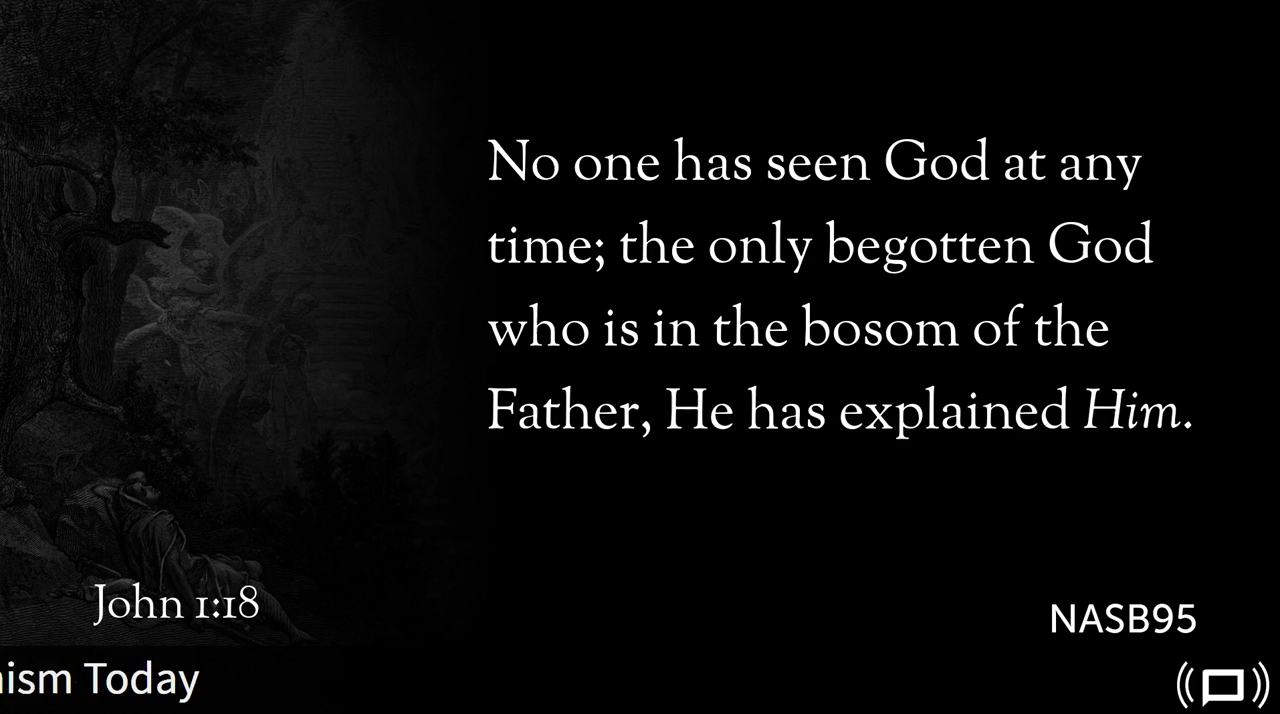 No one has seen God at any
time; the only begotten God
who is in the bosom of the
Father, He has explained Him.
John 1:18
NASB95
Today